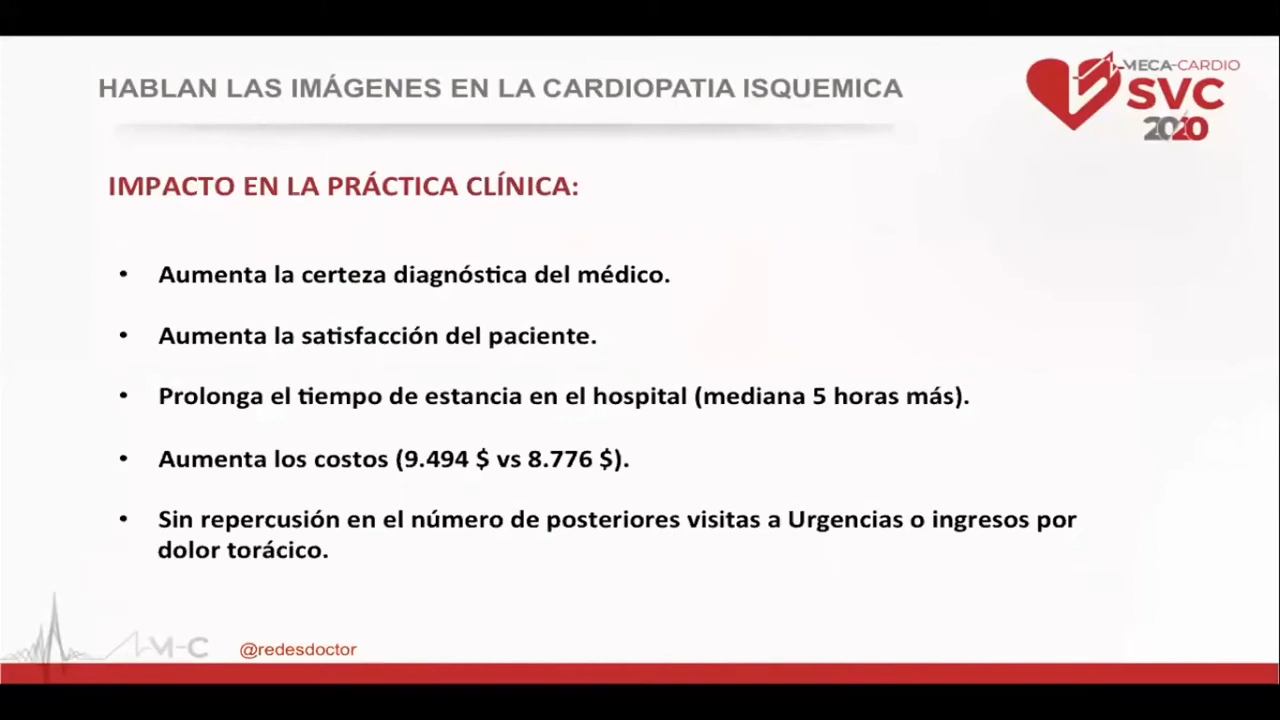 HABLAN LAS IMÁGENES EN LA CARDIOPATIA ISQUEMICA
MECA-CARDIO
SVC
2020
IMPACTO EN LA PRÁCTICA CLÍNICA:
• Aumenta la certeza diagnóstica del médico.
• Aumenta la satisfacción del paciente.
• Prolonga el tiempo de estancia en el hospital (mediana 5 horas más).
• Aumenta los costos (9.494 $ vs 8.776 $).
• Sin repercusión en el número de posteriores visitas a Urgencias o ingresos por
dolor torácico.
M-C
@redesdoctor